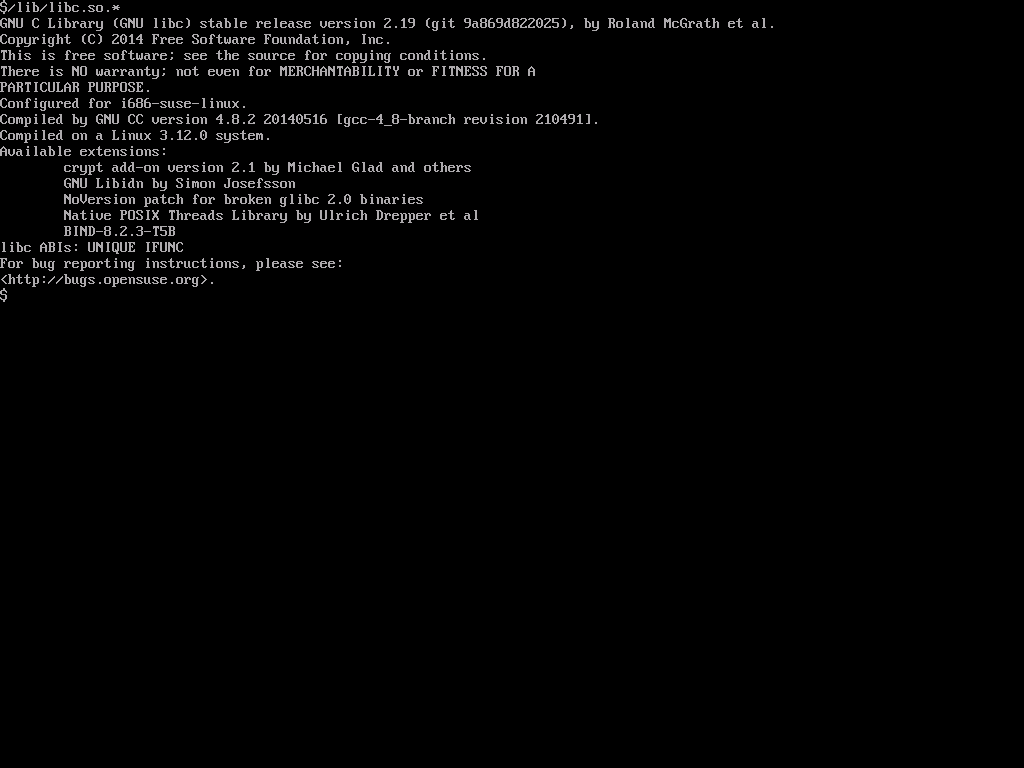 $/lib/libc.so.*
GNU C Library (GNU libc) stable release version 2.19 (git 9a869d822025), by Roland McGrath et al.
Copyright (C) 2014 Free Software Foundation, Inc.
This is free software; see the source for copying conditions.
There is NO warranty; not even for MERCHANTABILITY or FITNESS FOR A
PARTICULAR PURPOSE.
Configured for i686-suse-linux.
Compiled by GNU CC version 4.8.2 20140516 [gcc-4_8-branch revision 210491].
Compiled on a Linux 3.12.0 system.
Available extensions:
        crypt add-on version 2.1 by Michael Glad and others
        GNU Libidn by Simon Josefsson
        NoVersion patch for broken glibc 2.0 binaries
        Native POSIX Threads Library by Ulrich Drepper et al
        BIND-8.2.3-T5B
libc ABIs: UNIQUE IFUNC
For bug reporting instructions, please see:
<http://bugs.opensuse.org>.
$